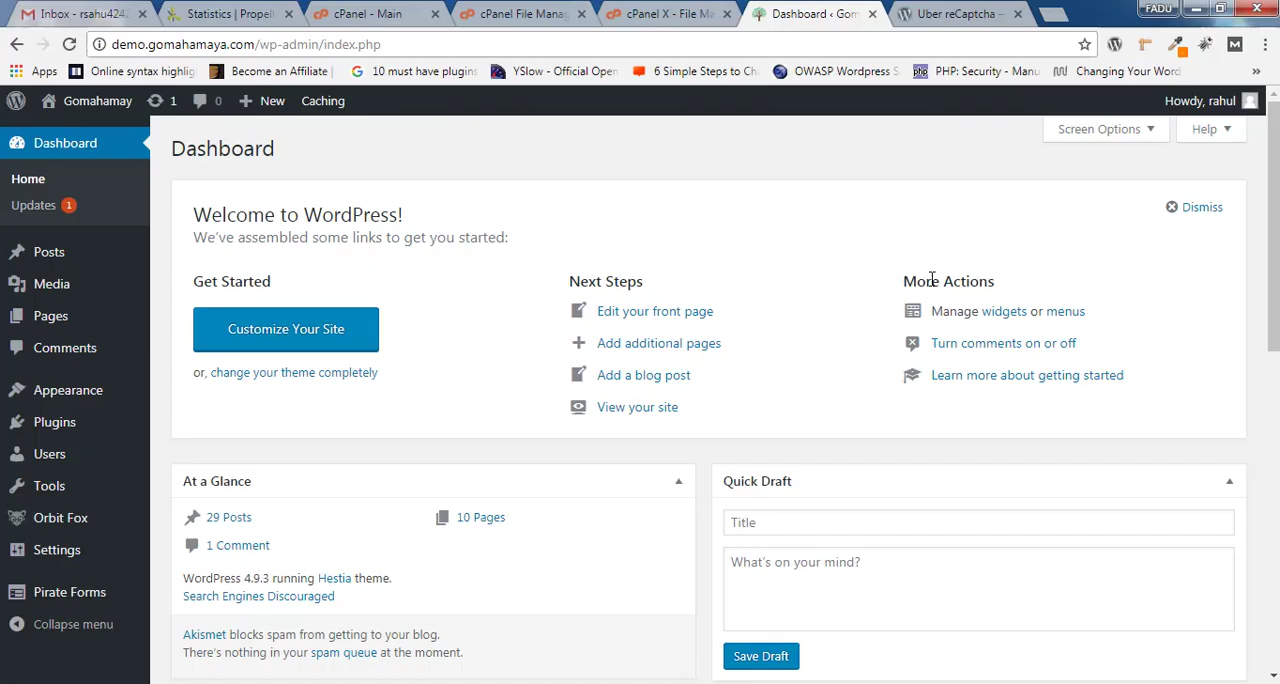 Inbox - rsahu424
Statistics | Propel
cPanel - Main
cPanel File Mana
cPanel X - File M
Dashboard ‹ Gom
Uber reCaptcha –
FADU
demo.gomahamaya.com/wp-admin/index.php
Apps
Online syntax highlig
Become an Affiliate |
10 must have plugins
YSlow - Official Open
6 Simple Steps to Ch
OWASP Wordpress S
PHP: Security - Manu
Changing Your Word
»
Gomahamaya
1
0
New
Caching
Howdy, rahul
Dashboard
Home
Updates 1
Posts
Media
Pages
Comments
Appearance
Plugins
Users
Tools
Orbit Fox
Settings
Pirate Forms
Collapse menu
Screen Options
Help
Dashboard
Welcome to WordPress!
We've assembled some links to get you started:
Dismiss
Get Started
Customize Your Site
or, change your theme completely
Next Steps
Edit your front page
Add additional pages
Add a blog post
View your site
More Actions
Manage widgets or menus
Turn comments on or off
Learn more about getting started
At a Glance
29 Posts
10 Pages
1 Comment
WordPress 4.9.3 running Hestia theme.
Search Engines Discouraged
Akismet blocks spam from getting to your blog.
There's nothing in your spam queue at the moment.
Quick Draft
Title
What's on your mind?
Save Draft